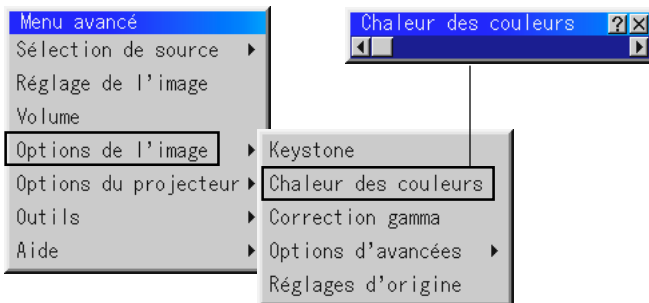 Menu avancé
Sélection de source
Réglage de l'image
Volume
Options de l'image
Options du projecteur
Outils
Aide
Chaleur des couleurs
Keystone
Chaleur des couleurs
Correction gamma
Options d'avancées
Réglages d'origine